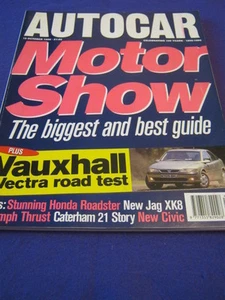 AUTOCAR
Motor
Show
The biggest and best guide
PLUS
Vauxhall
Vectra road test
s: Stunning Honda Roadster New Jag XK8
mph Thrust Caterham 21 Story New Civic